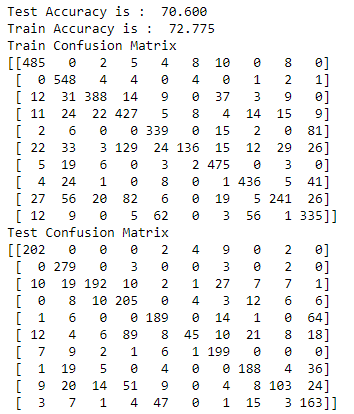 Test Accuracy is :  70.600
Train Accuracy is :  72.775
Train Confusion Matrix
[[485   0   2   5   4   8  10   0   8   0]
 [  0 548   4   4   0   4   0   1   2   1]
 [ 12  31 388  14   9   0  37   3   9   0]
 [ 11  24  22 427   5   8   4  14  15   9]
 [  2   6   0   0 339   0  15   2   0  81]
 [ 22  33   3 129  24 136  15  12  29  26]
 [  5  19   6   0   3   2 475   0   3   0]
 [  4  24   1   0   8   0   1 436   5  41]
 [ 27  56  20  82   6   0  19   5 241  26]
 [ 12   9   0   5  62   0   3  56   1 335]]
Test Confusion Matrix
[[202   0   0   0   2   4   9   0   2   0]
 [  0 279   0   3   0   0   3   0   2   0]
 [ 10  19 192  10   2   1  27   7   7   1]
 [  0   8  10 205   0   4   3  12   6   6]
 [  1   6   0   0 189   0  14   1   0  64]
 [ 12   4   6  89   8  45  10  21   8  18]
 [  7   9   2   1   6   1 199   0   0   0]
 [  1  19   5   0   4   0   0 188   4  36]
 [  9  20  14  51   9   0   4   8 103  24]
 [  3   7   1   4  47   0   1  15   3 163]]